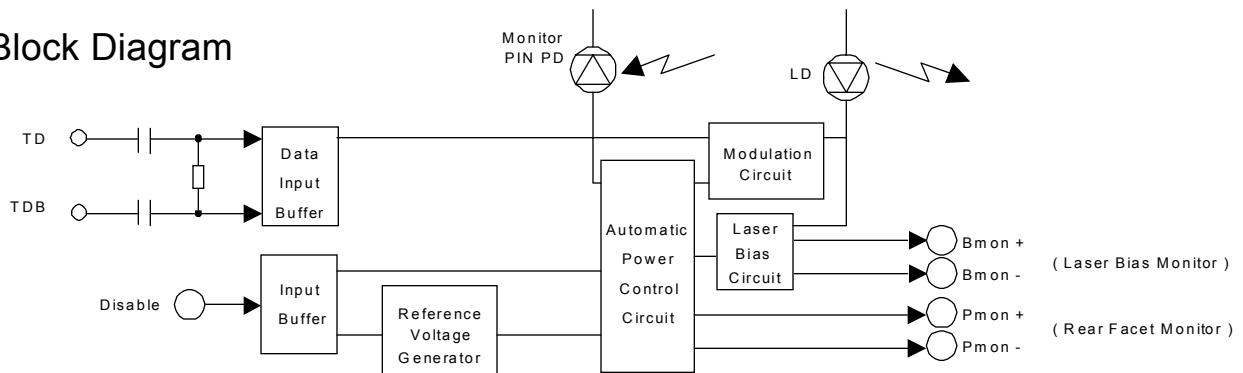 Block Diagram
Monitor
PIN PD
LD
TD
TDB
Data
Input
Buffer
Modulation
Circuit
Automatic
Power
Control
Circuit
Laser
Bias
Circuit
Bmon +
Bmon -
( Laser Bias Monitor )
Disable
Input
Buffer
Reference
Voltage
Generator
Pmon +
Pmon -
( Rear Facet Monitor )